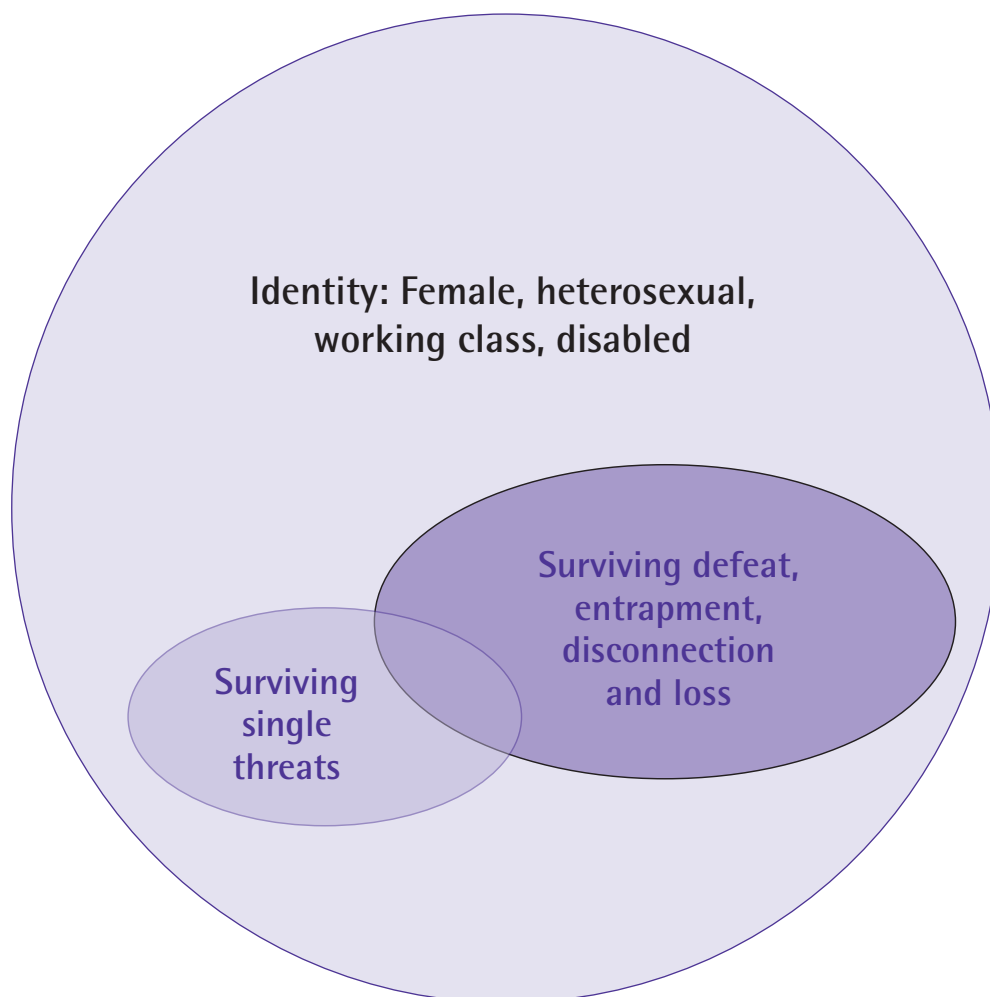 Identity: Female, heterosexual,
working class, disabled
Surviving defeat,
entrapment,
disconnection
and loss
Surviving
single
threats